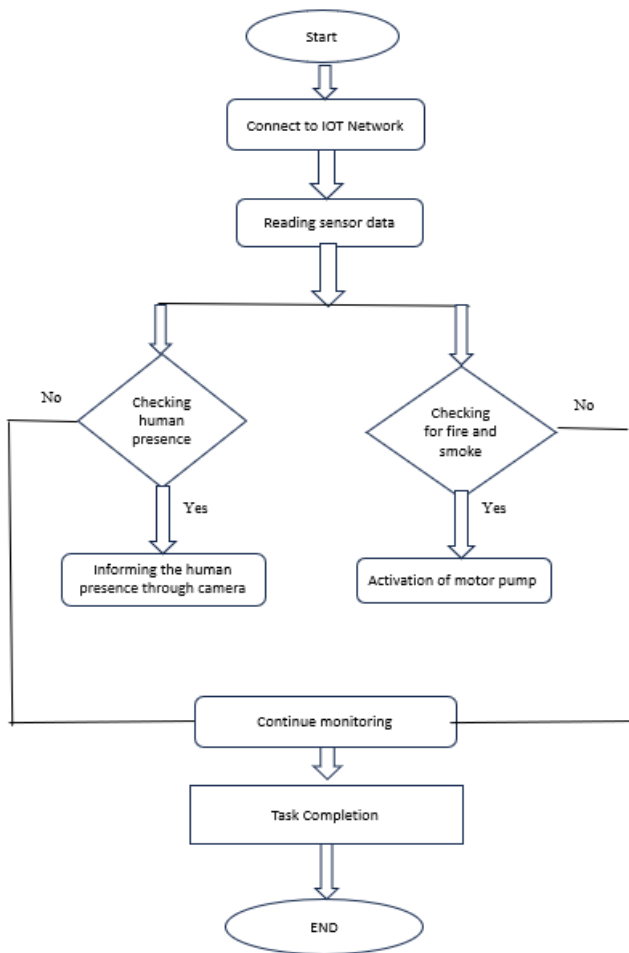 Start
Connect to IOT Network
Reading sensor data
No
Checking
human
presence
Checking
for fire and
smoke
No
Yes
Yes
Informing the human
presence through camera
Activation of motor pump
Continue monitoring
Task Completion
END